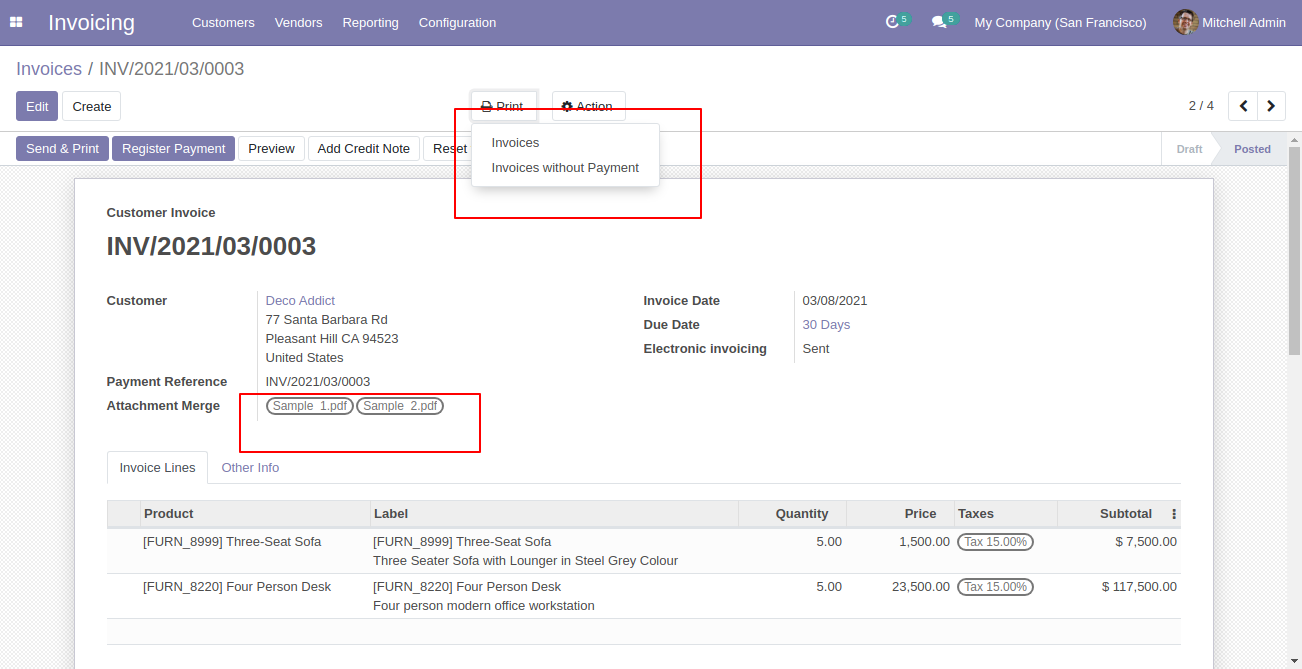 Invoicing Customers Vendors Reporting Configuration 5 5 My Company (San Francisco) Mitchell Admin
Invoices / INV/2021/03/0003
Edit Create Print Action 2 / 4
Send & Print Register Payment Preview Add Credit Note Reset Draft Posted
Invoices
Invoices without Payment
Customer Invoice
INV/2021/03/0003
Customer Deco Addict
77 Santa Barbara Rd
Pleasant Hill CA 94523
United States
Payment Reference INV/2021/03/0003
Attachment Merge Sample_1.pdf Sample_2.pdf
Invoice Date 03/08/2021
Due Date 30 Days
Electronic invoicing Sent
Invoice Lines Other Info
Product Label Quantity Price Taxes Subtotal
[FURN_8999] Three-Seat Sofa [FURN_8999] Three-Seat Sofa 5.00 1,500.00 Tax 15.00% $ 7,500.00
Three Seater Sofa with Lounger in Steel Grey Colour
[FURN_8220] Four Person Desk [FURN_8220] Four Person Desk 5.00 23,500.00 Tax 15.00% $ 117,500.00
Four person modern office workstation